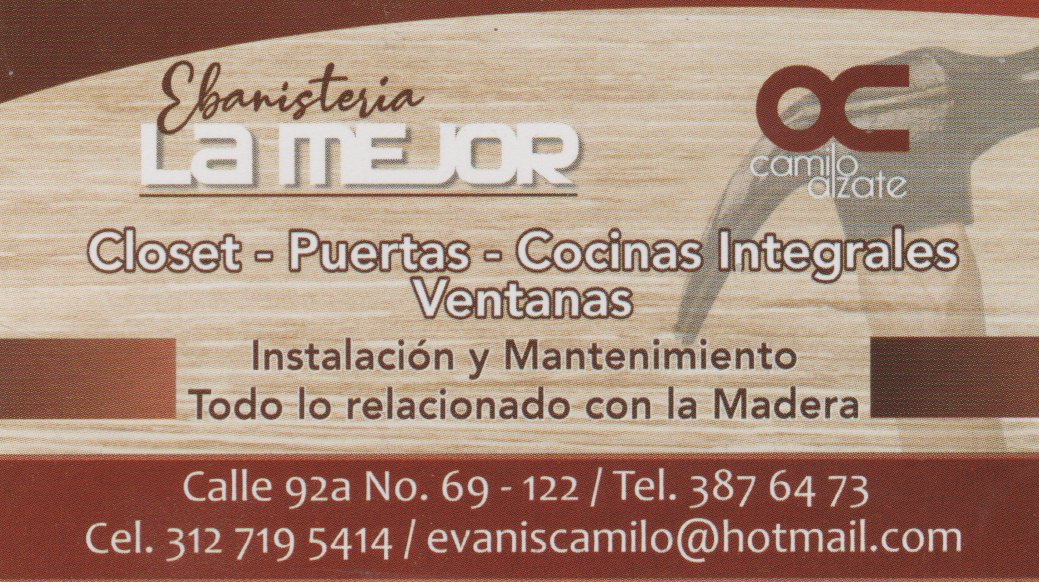 Ebanisteria
LA MEJOR
OC
camilo
alzate
Closet - Puertas - Cocinas Integrales
Ventanas
Instalación y Mantenimiento
Todo lo relacionado con la Madera
Calle 92a No. 69 - 122 / Tel. 387 64 73
Cel. 312 719 5414 / evaniscamilo@hotmail.com